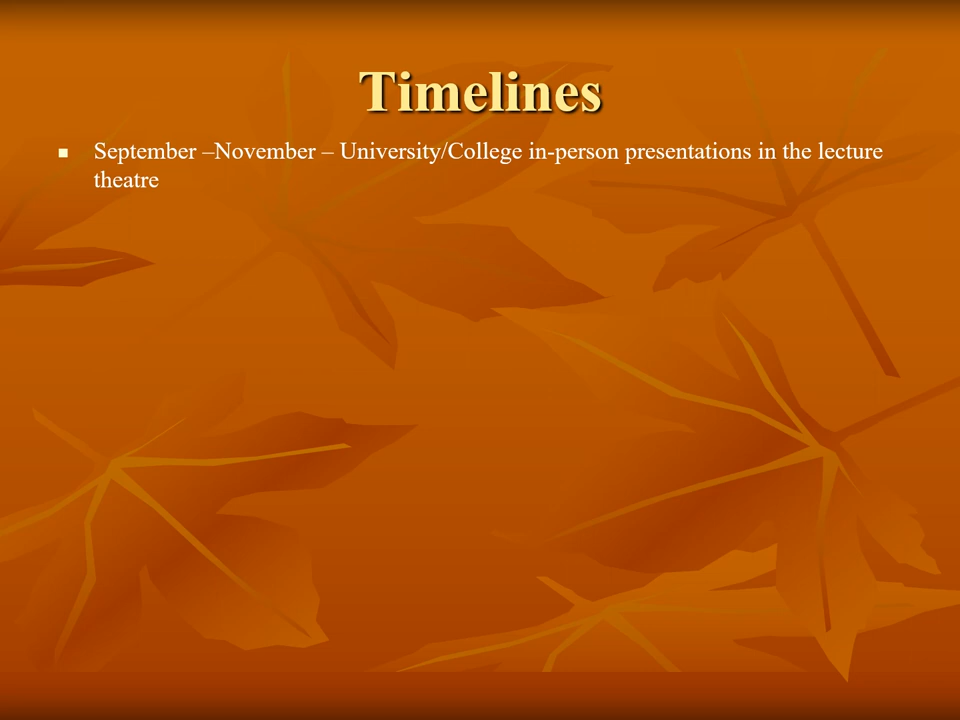 Timelines
September –November – University/College in-person presentations in the lecture
theatre